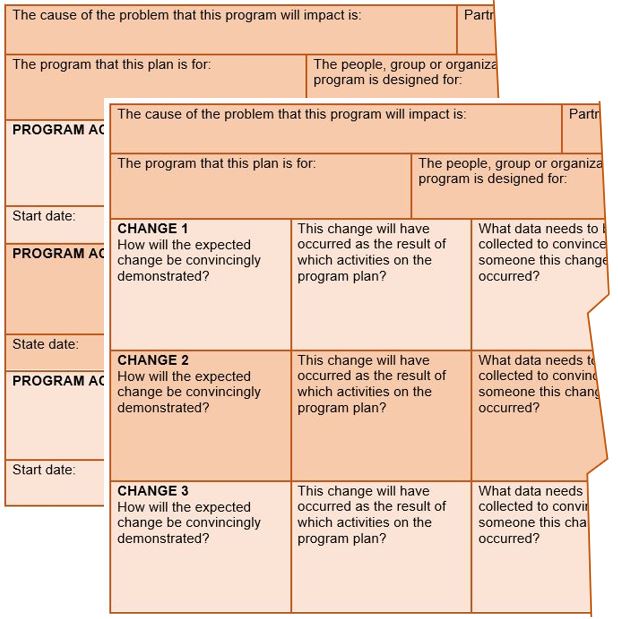 The cause of the problem that this program will impact is:
Partr
The program that this plan is for:
The people, group or organiza
program is designed for:
PROGRAM AC
Start date:
PROGRAM AC
State date:
PROGRAM AC
Start date:
The cause of the problem that this program will impact is:
Partr
The program that this plan is for:
The people, group or organiza
program is designed for:
CHANGE 1
How will the expected
change be convincingly
demonstrated?
This change will have
occurred as the result of
which activities on the
program plan?
What data needs to b
collected to convince
someone this change
occurred?
CHANGE 2
How will the expected
change be convincingly
demonstrated?
This change will have
occurred as the result of
which activities on the
program plan?
What data needs to
collected to convinc
someone this chang
occurred?
CHANGE 3
How will the expected
change be convincingly
demonstrated?
This change will have
occurred as the result of
which activities on the
program plan?
What data needs
collected to convin
someone this cha
occurred?